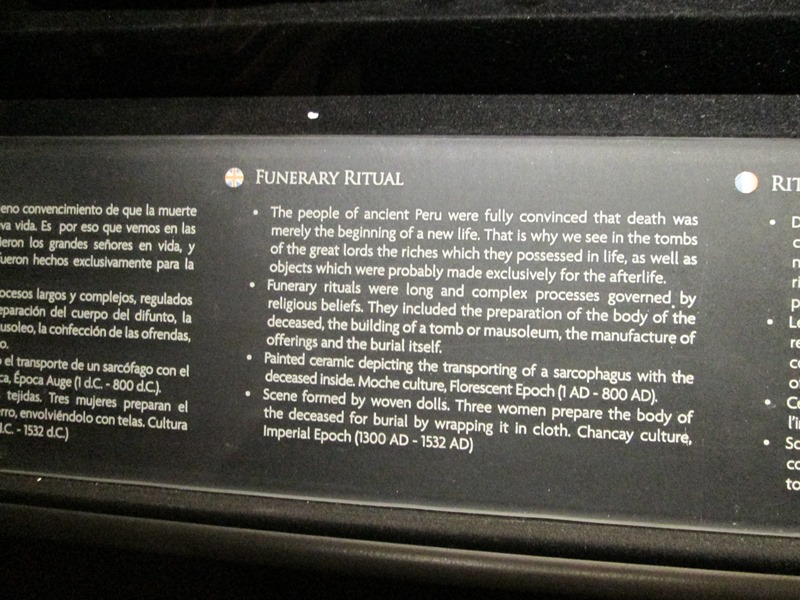 eno convencimiento de que la muerte
va vida. Es por eso que vemos en las
ieron los grandes señores en vida, y
ueron hechos exclusivamente para la
ocesos largos y complejos, regulados
eparación del cuerpo del difunto, la
usoleo, la confección de las ofrendas,
o.
o el transporte de un sarcófago con el
ca, Época Auge (1 d.C. - 800 d.C.).
tejidas. Tres mujeres preparan el
rro, envolviéndolo con telas. Cultura
d.C. - 1532 d.C.)
FUNERARY RITUAL
• The people of ancient Peru were fully convinced that death was
merely the beginning of a new life. That is why we see in the tombs
of the great lords the riches which they possessed in life, as well as
objects which were probably made exclusively for the afterlife.
• Funerary rituals were long and complex processes governed by
religious beliefs. They included the preparation of the body of the
deceased, the building of a tomb or mausoleum, the manufacture of
offerings and the burial itself.
• Painted ceramic depicting the transporting of a sarcophagus with the
deceased inside. Moche culture, Florescent Epoch (1 AD - 800 AD).
• Scene formed by woven dolls. Three women prepare the body of
the deceased for burial by wrapping it in cloth. Chancay culture,
Imperial Epoch (1300 AD - 1532 AD)
RIT
• D
c
n
ri
p
• Le
re
co
o
• Ce
l'i
• Sc
co
to